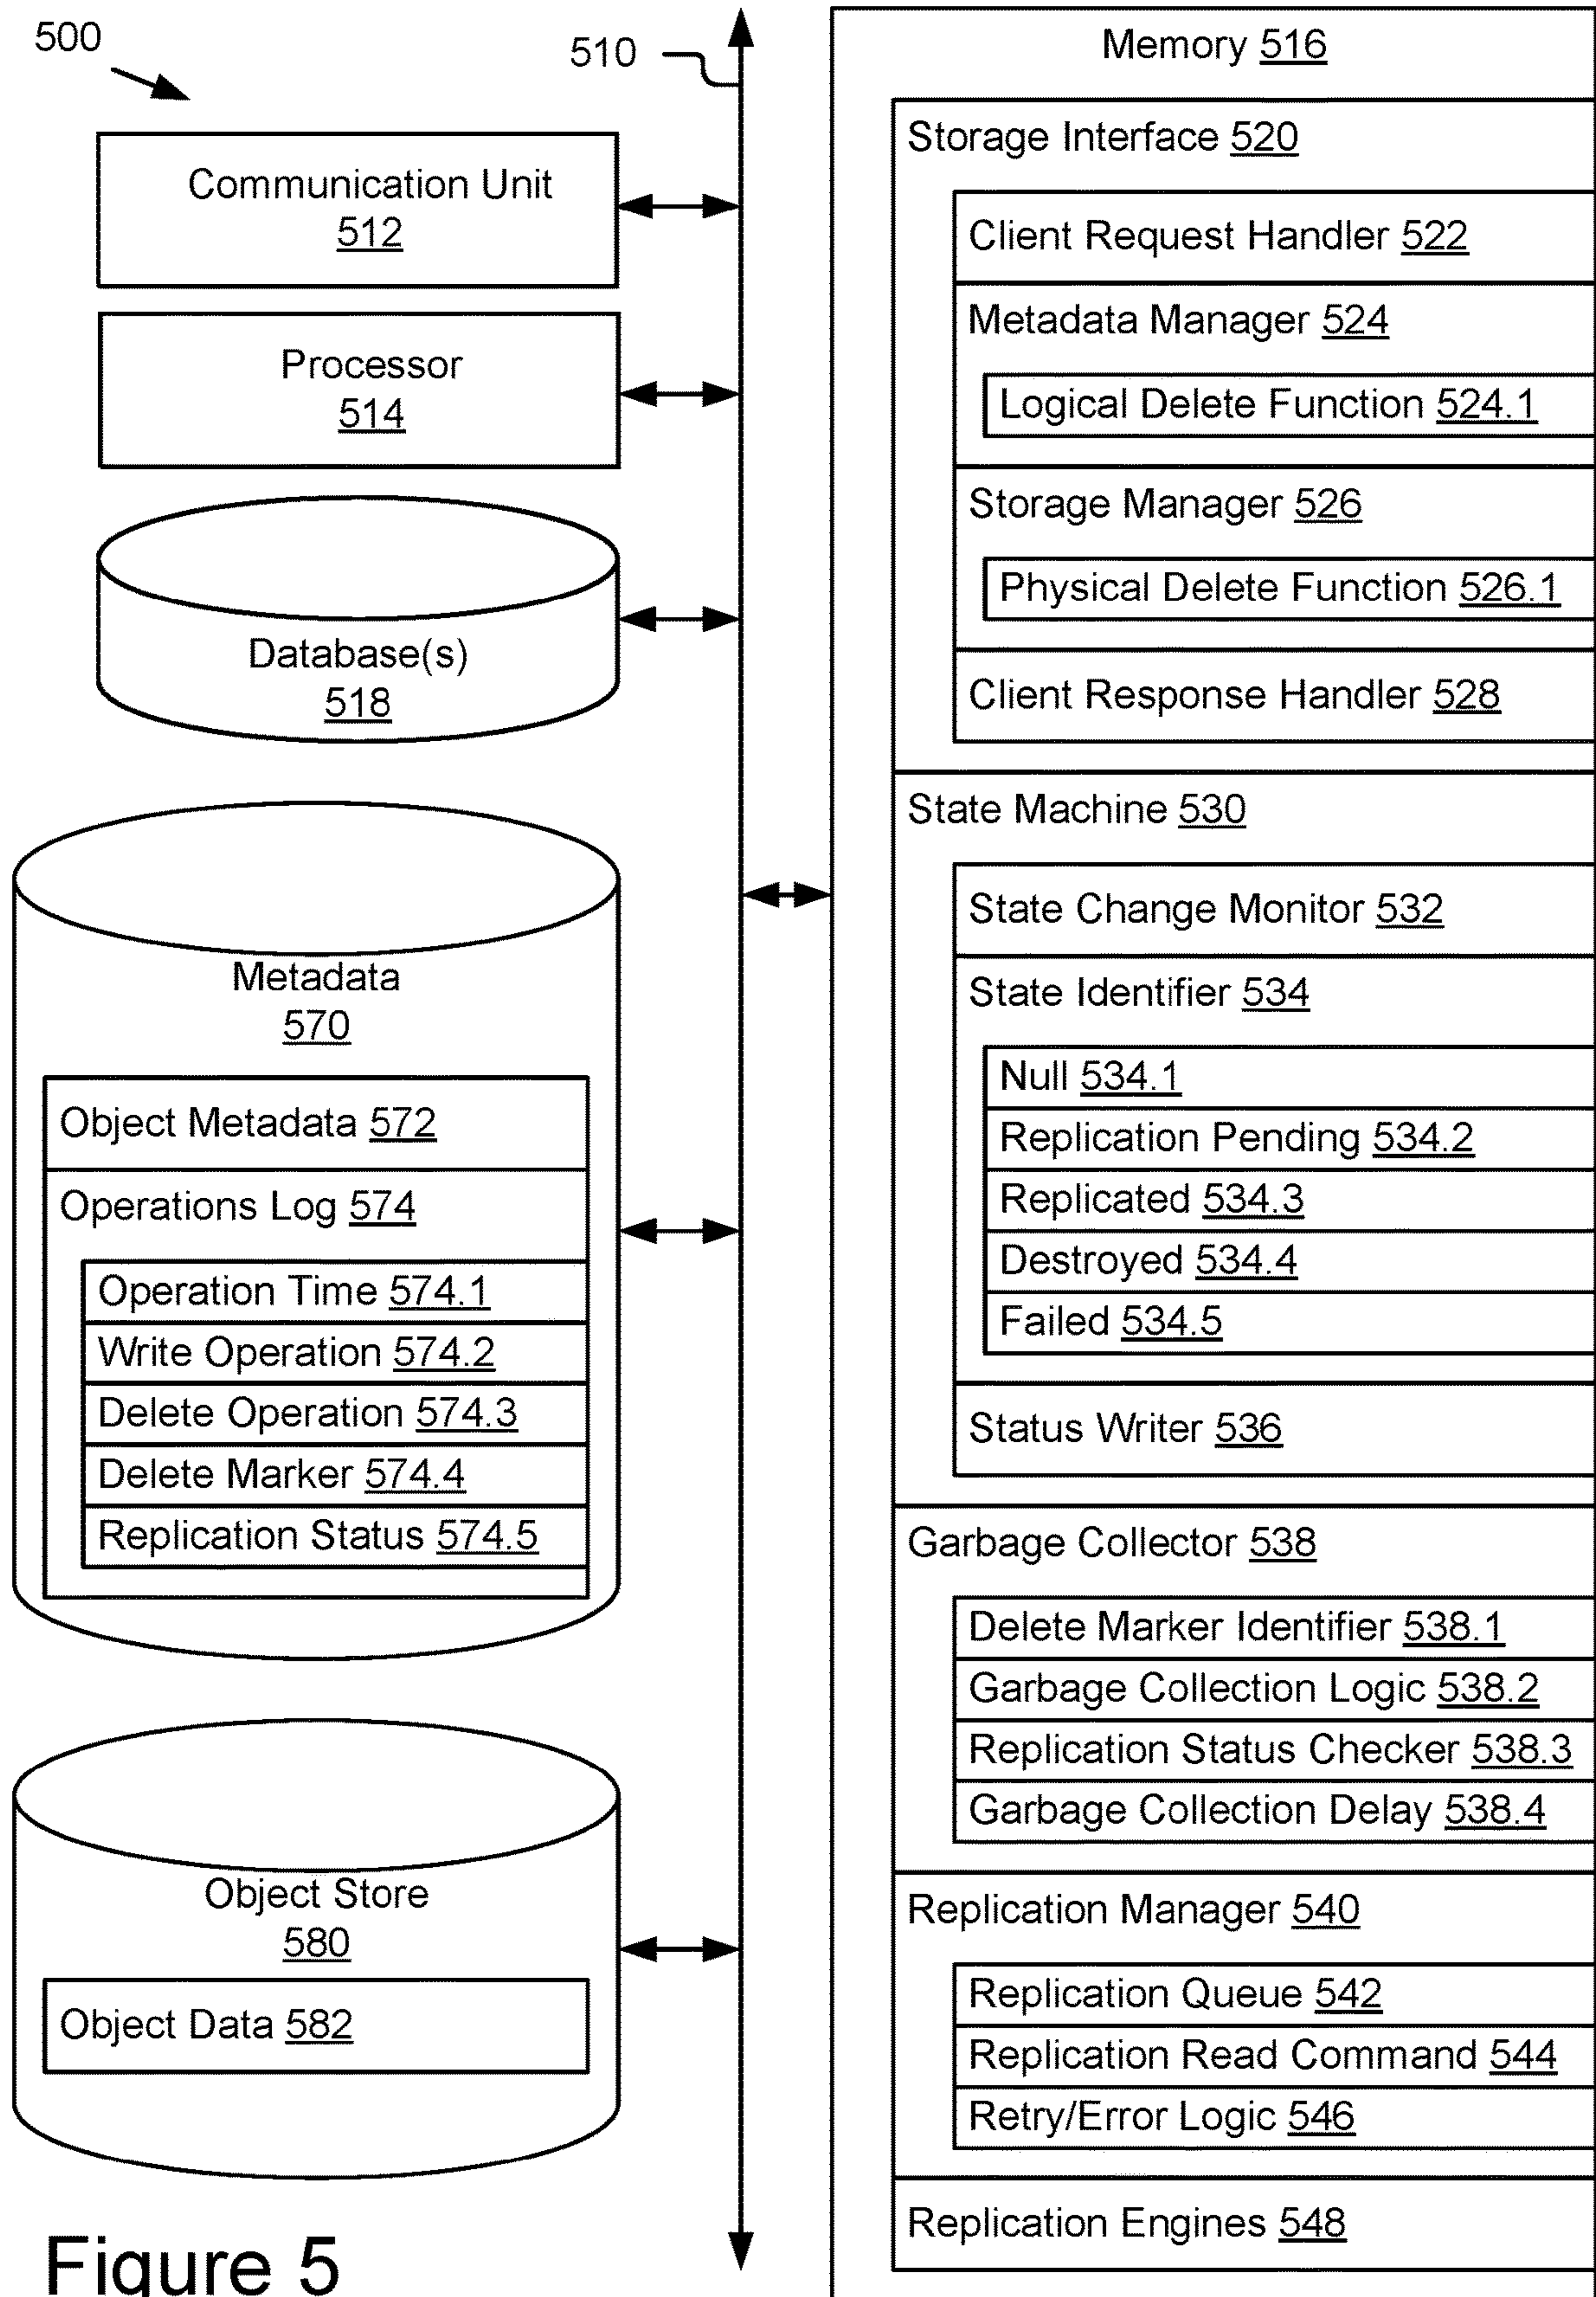 500
510
Communication Unit
512
Processor
514
Database(s)
518
Metadata
570
Object Metadata 572
Operations Log 574
Operation Time 574.1
Write Operation 574.2
Delete Operation 574.3
Delete Marker 574.4
Replication Status 574.5
Object Store
580
Object Data 582
Figure 5
Memory 516
Storage Interface 520
Client Request Handler 522
Metadata Manager 524
Logical Delete Function 524.1
Storage Manager 526
Physical Delete Function 526.1
Client Response Handler 528
State Machine 530
State Change Monitor 532
State Identifier 534
Null 534.1
Replication Pending 534.2
Replicated 534.3
Destroyed 534.4
Failed 534.5
Status Writer 536
Garbage Collector 538
Delete Marker Identifier 538.1
Garbage Collection Logic 538.2
Replication Status Checker 538.3
Garbage Collection Delay 538.4
Replication Manager 540
Replication Queue 542
Replication Read Command 544
Retry/Error Logic 546
Replication Engines 548